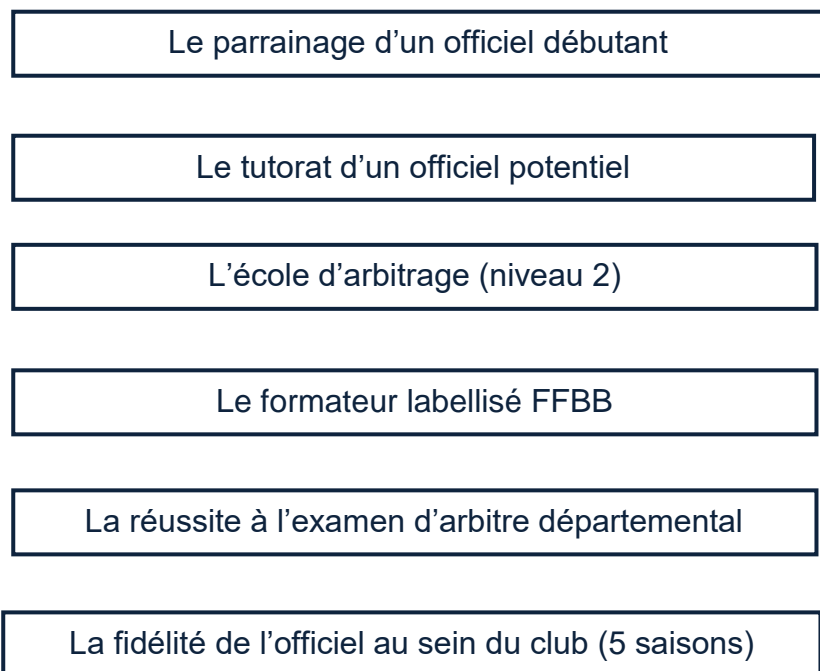 Le parrainage d’un officiel débutant
Le tutorat d’un officiel potentiel
L’école d’arbitrage (niveau 2)
Le formateur labellisé FFBB
La réussite à l’examen d’arbitre départemental
La fidélité de l’officiel au sein du club (5 saisons)